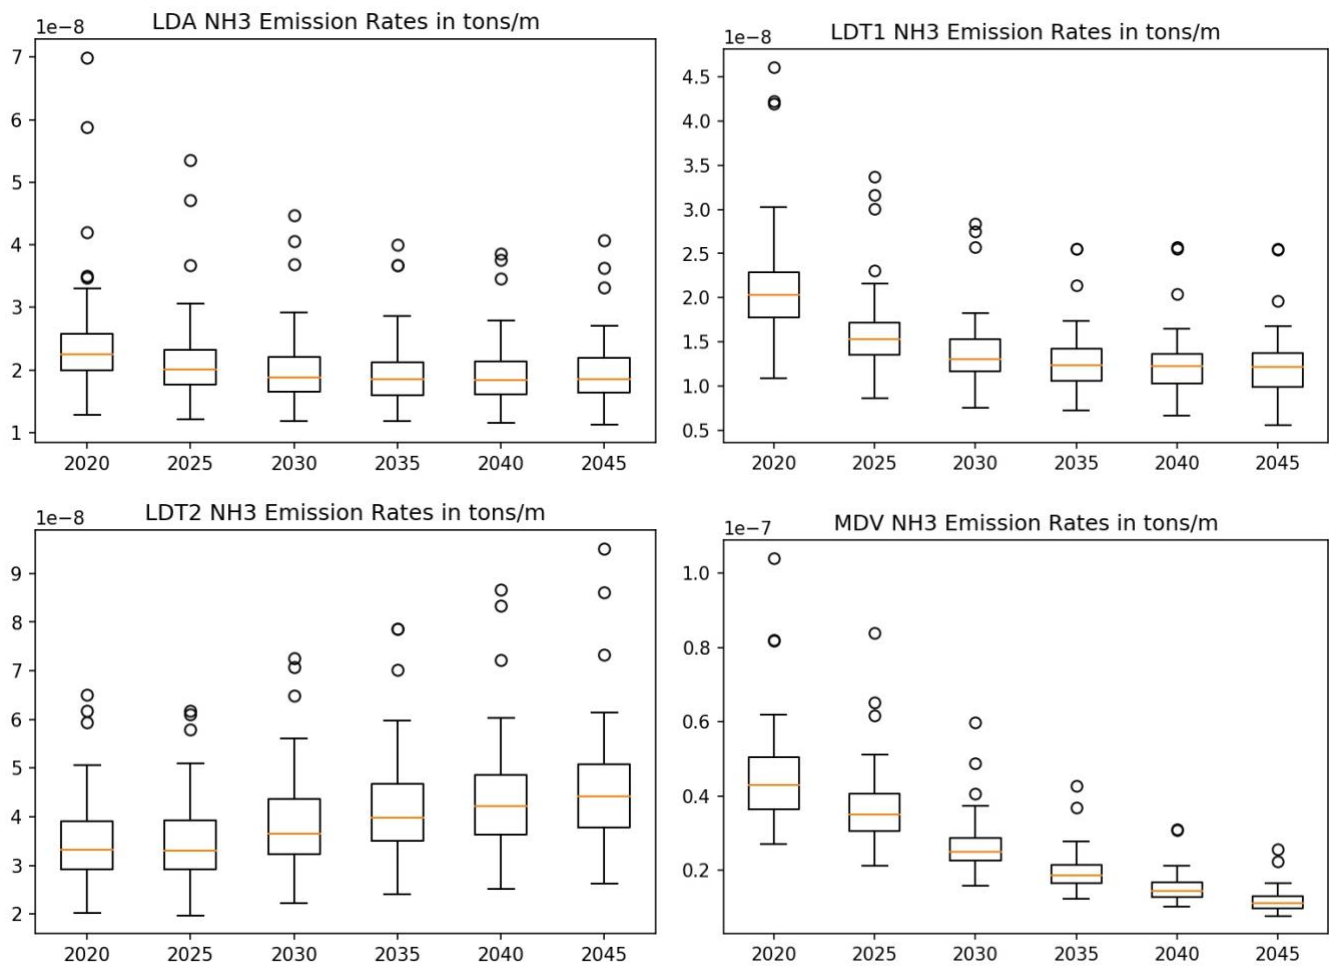 LDA NH3 Emission Rates in tons/m
1e−8
7
6
5
4
3
2
1
2020 2025 2030 2035 2040 2045
LDT1 NH3 Emission Rates in tons/m
1e−8
4.5
4.0
3.5
3.0
2.5
2.0
1.5
1.0
0.5
2020 2025 2030 2035 2040 2045
LDT2 NH3 Emission Rates in tons/m
1e−8
9
8
7
6
5
4
3
2
2020 2025 2030 2035 2040 2045
MDV NH3 Emission Rates in tons/m
1e−7
1.0
0.8
0.6
0.4
0.2
2020 2025 2030 2035 2040 2045